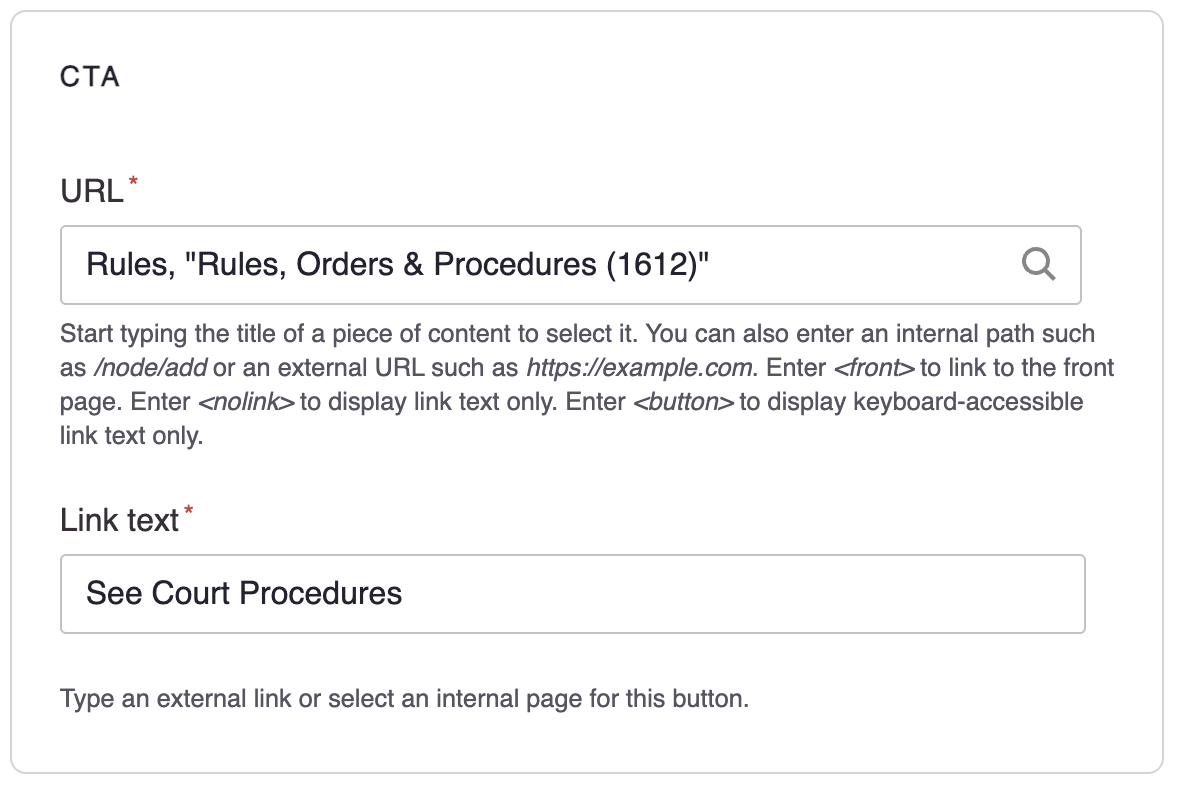 CTA
URL*
Rules, "Rules, Orders & Procedures (1612)"
Start typing the title of a piece of content to select it. You can also enter an internal path such
as /node/add or an external URL such as https://example.com. Enter <front> to link to the front
page. Enter <nolink> to display link text only. Enter <button> to display keyboard-accessible
link text only.
Link text*
See Court Procedures
Type an external link or select an internal page for this button.